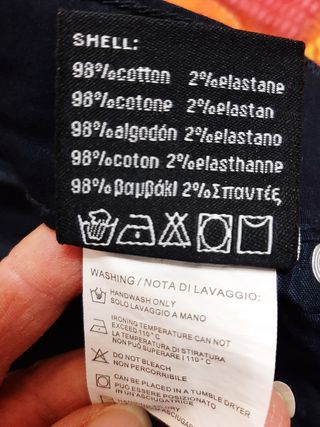 SHELL:
98%cotton 2%elastane
98%cotone 2%elastan
98%algodón 2%elastano
98%coton 2%elasthanne
98%βαμβάκι 2%Σπαντές
WASHING / NOTA DI LAVAGGIO:
HANDWASH ONLY
SOLO LAVAGGIO A MANO
IRONING TEMPERATURE CAN NOT
EXCEED 110°C
LA TEMPERATURA DI STIRATURA
NON PUÒ SUPERARE I 110°C
DO NOT BLEACH
NON PERCORRIBILE
CAN BE PLACED IN A TUMBLE DRYER
PUÒ ESSERE POSIZIONATO
IN UN ASCIUGATRICE